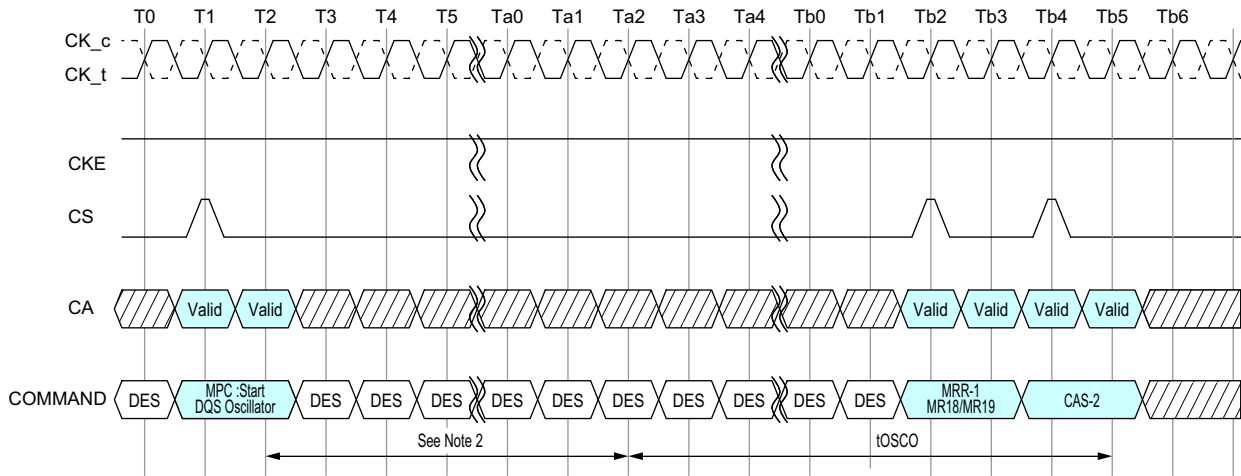 T0 T1 T2 T3 T4 T5 Ta0 Ta1 Ta2 Ta3 Ta4 Tb0 Tb1 Tb2 Tb3 Tb4 Tb5 Tb6
CK_c
CK_t
CKE
CS
CA Valid Valid Valid Valid Valid Valid
COMMAND DES MPC :Start DQS Oscillator DES DES DES DES DES DES DES DES DES DES MRR-1 MR18/MR19 CAS-2
See Note 2 tOSCO